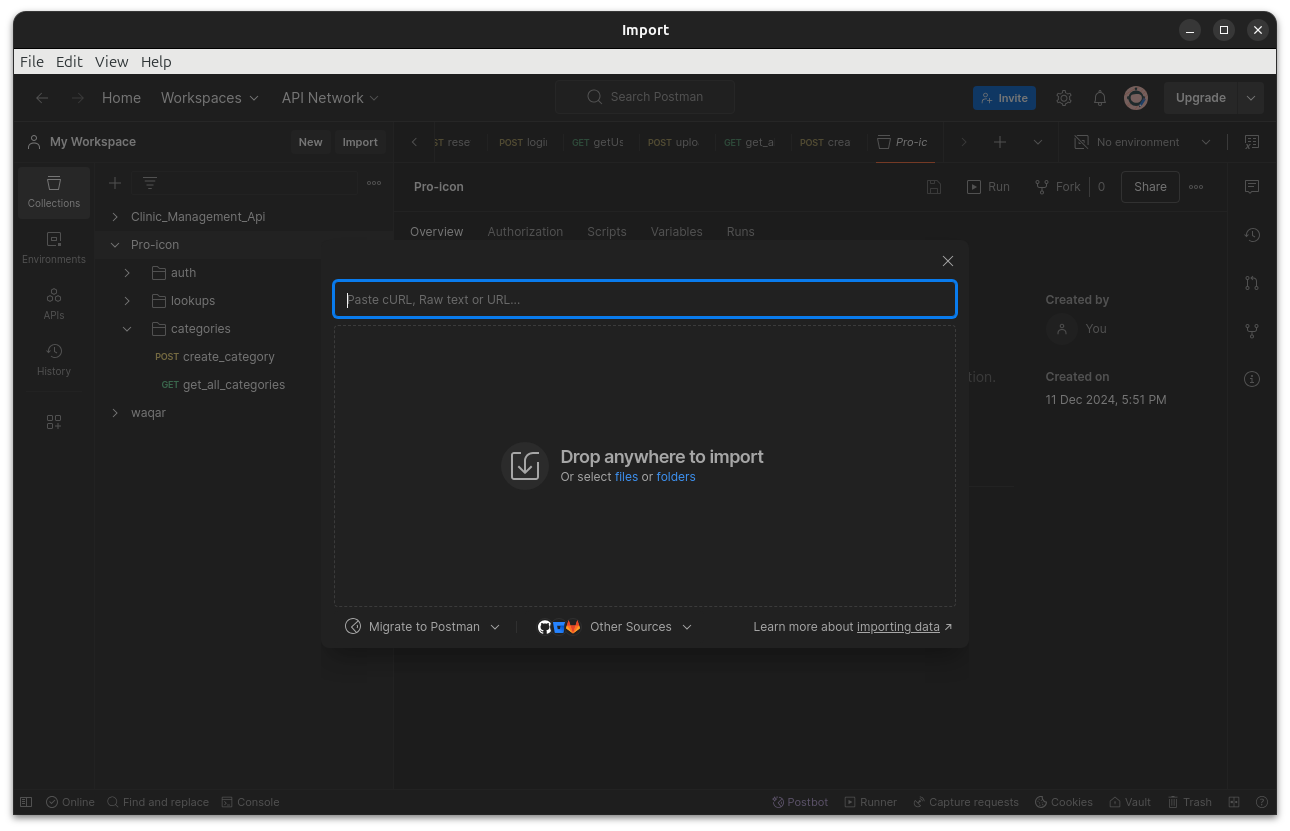 Import
File Edit View Help
Home Workspaces API Network Search Postman Invite Upgrade
My Workspace New Import ST rese POST logi GET getUs POST uplo GET get_a POST crea Pro-ic No environment
Collections
Environments
APIs
History
Clinic_Management_Api
Pro-icon
auth
lookups
categories
POST create_category
GET get_all_categories
waqar
Pro-Icon Run Fork 0 Share
Overview Authorization Scripts Variables Runs
Paste cURL, Raw text or URL...
Drop anywhere to import
Or select files or folders
Migrate to Postman Other Sources Learn more about importing data
tion.
Created by
You
Created on
11 Dec 2024, 5:51 PM
Online Find and replace Console Postbot Runner Capture requests Cookies Vault Trash